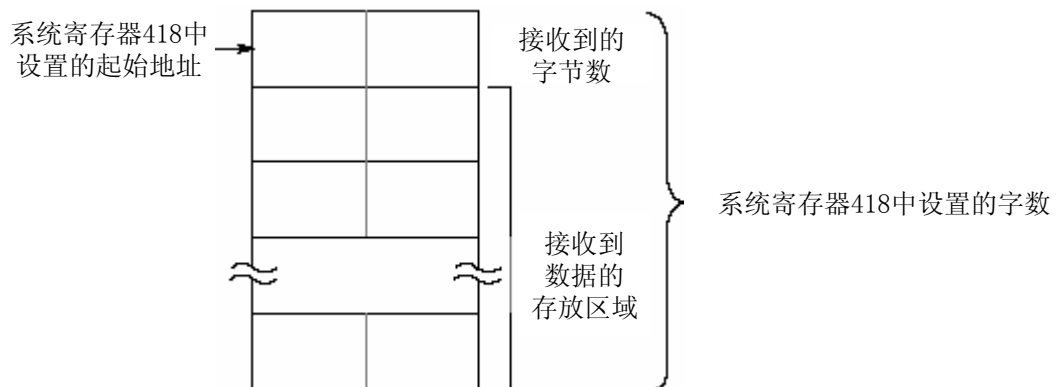 系统寄存器418中
设置的起始地址
接收到的
字节数
系统寄存器418中设置的字数
接收到
数据的
存放区域